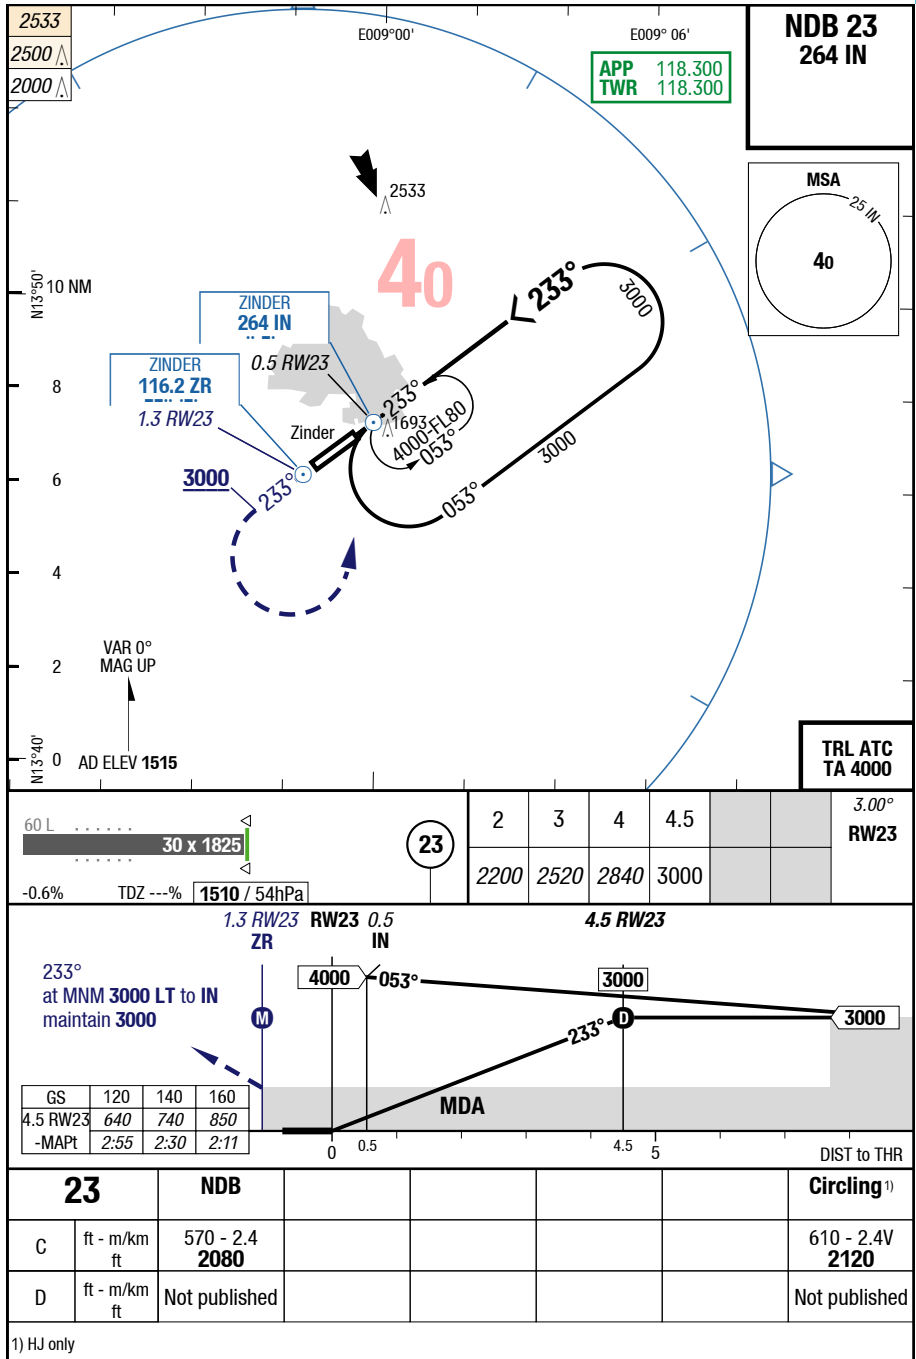 2533
2500
2000
E009°00'
E009° 06'
APP 118.300
TWR 118.300
NDB 23
264 IN
MSA
25 IN
40
2533
40
N13°50'
10 NM
8
6
4
2
0
N13°40'
ZINDER
264 IN
ZINDER
116.2 ZR
0.5 RW23
1.3 RW23
Zinder
1693
233°
3000
233°
4000-FL80
053°
3000
053°
3000
233°
VAR 0°
MAG UP
AD ELEV 1515
TRL ATC
TA 4000
60 L
30 x 1825
-0.6% TDZ ---% 1510 / 54hPa
23
2 3 4 4.5
2200 2520 2840 3000
3.00°
RW23
1.3 RW23 RW23 0.5 4.5 RW23
ZR IN
233°
at MNM 3000 LT to IN
maintain 3000
M
4000 053° 3000
D
233°
3000
MDA
GS 120 140 160
4.5 RW23 640 740 850
-MAPt 2:55 2:30 2:11
0 0.5 4.5 5 DIST to THR
23 NDB Circling 1)
C ft - m/km 570 - 2.4 610 - 2.4V
ft 2080 2120
D ft - m/km Not published Not published
ft
1) HJ only